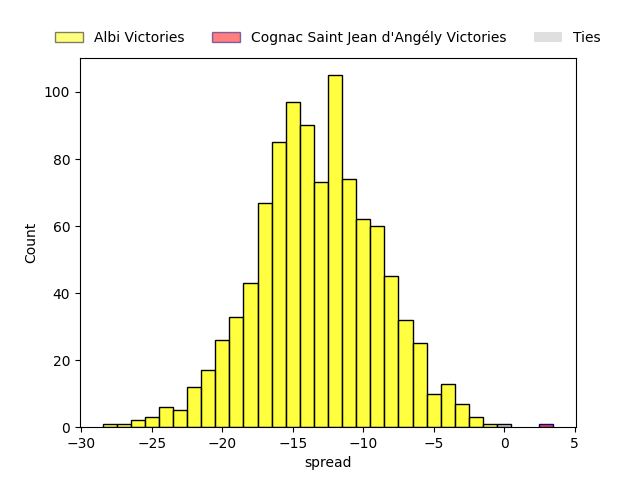 Albi Victories Cognac Saint Jean d'Angély Victories Ties
100
80
60
40
20
0
Count
−30 −25 −20 −15 −10 −5 0 5
spread